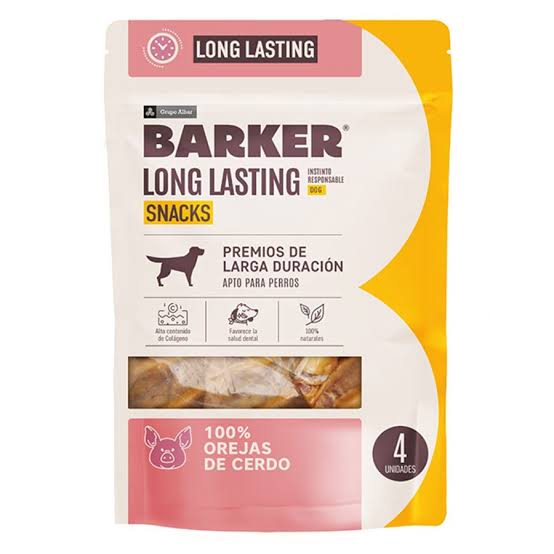 LONG LASTING
Grupo Alber
BARKER®
LONG LASTING
INSTINTO
RESPONSABLE
DOG
SNACKS
PREMIOS DE
LARGA DURACIÓN
APTO PARA PERROS
Alto contenido
de Colágeno
Favorece la
salud dental
100%
naturales
100%
OREJAS
DE CERDO
4
UNIDADES